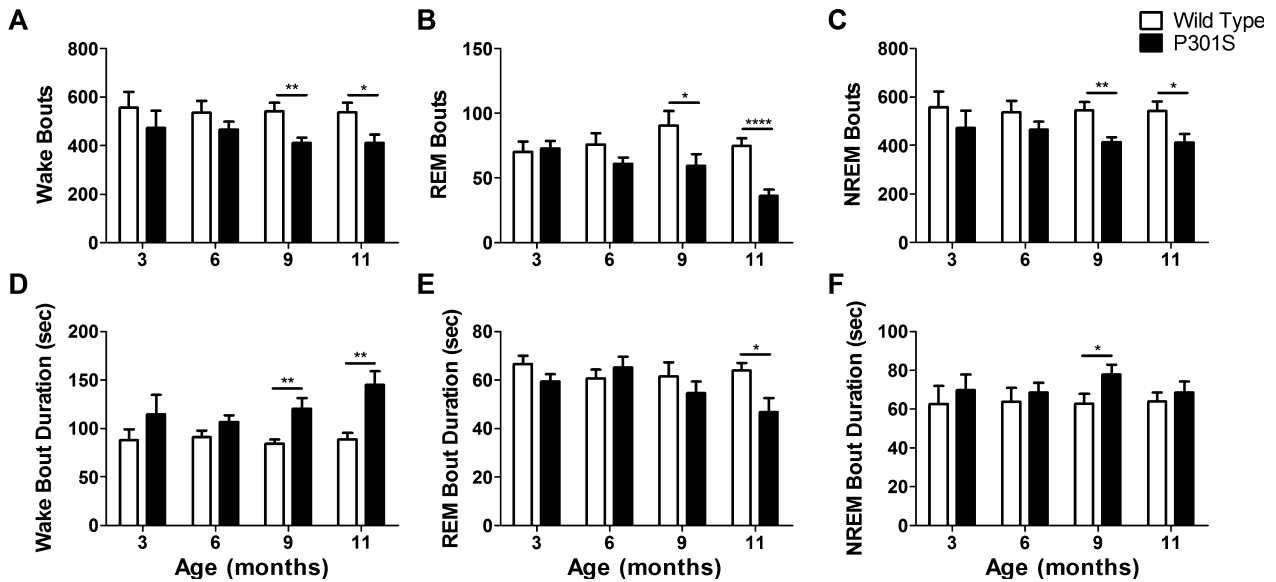 A
B
C
Wild Type
P301S
Wake Bouts
800
600
400
200
0
**
*
3 6 9 11
REM Bouts
150
100
50
0
*
****
3 6 9 11
NREM Bouts
800
600
400
200
0
**
*
3 6 9 11
D
E
F
Wake Bout Duration (sec)
200
150
100
50
0
**
**
3 6 9 11
Age (months)
REM Bout Duration (sec)
80
60
40
20
0
*
3 6 9 11
Age (months)
NREM Bout Duration (sec)
100
80
60
40
20
0
*
3 6 9 11
Age (months)